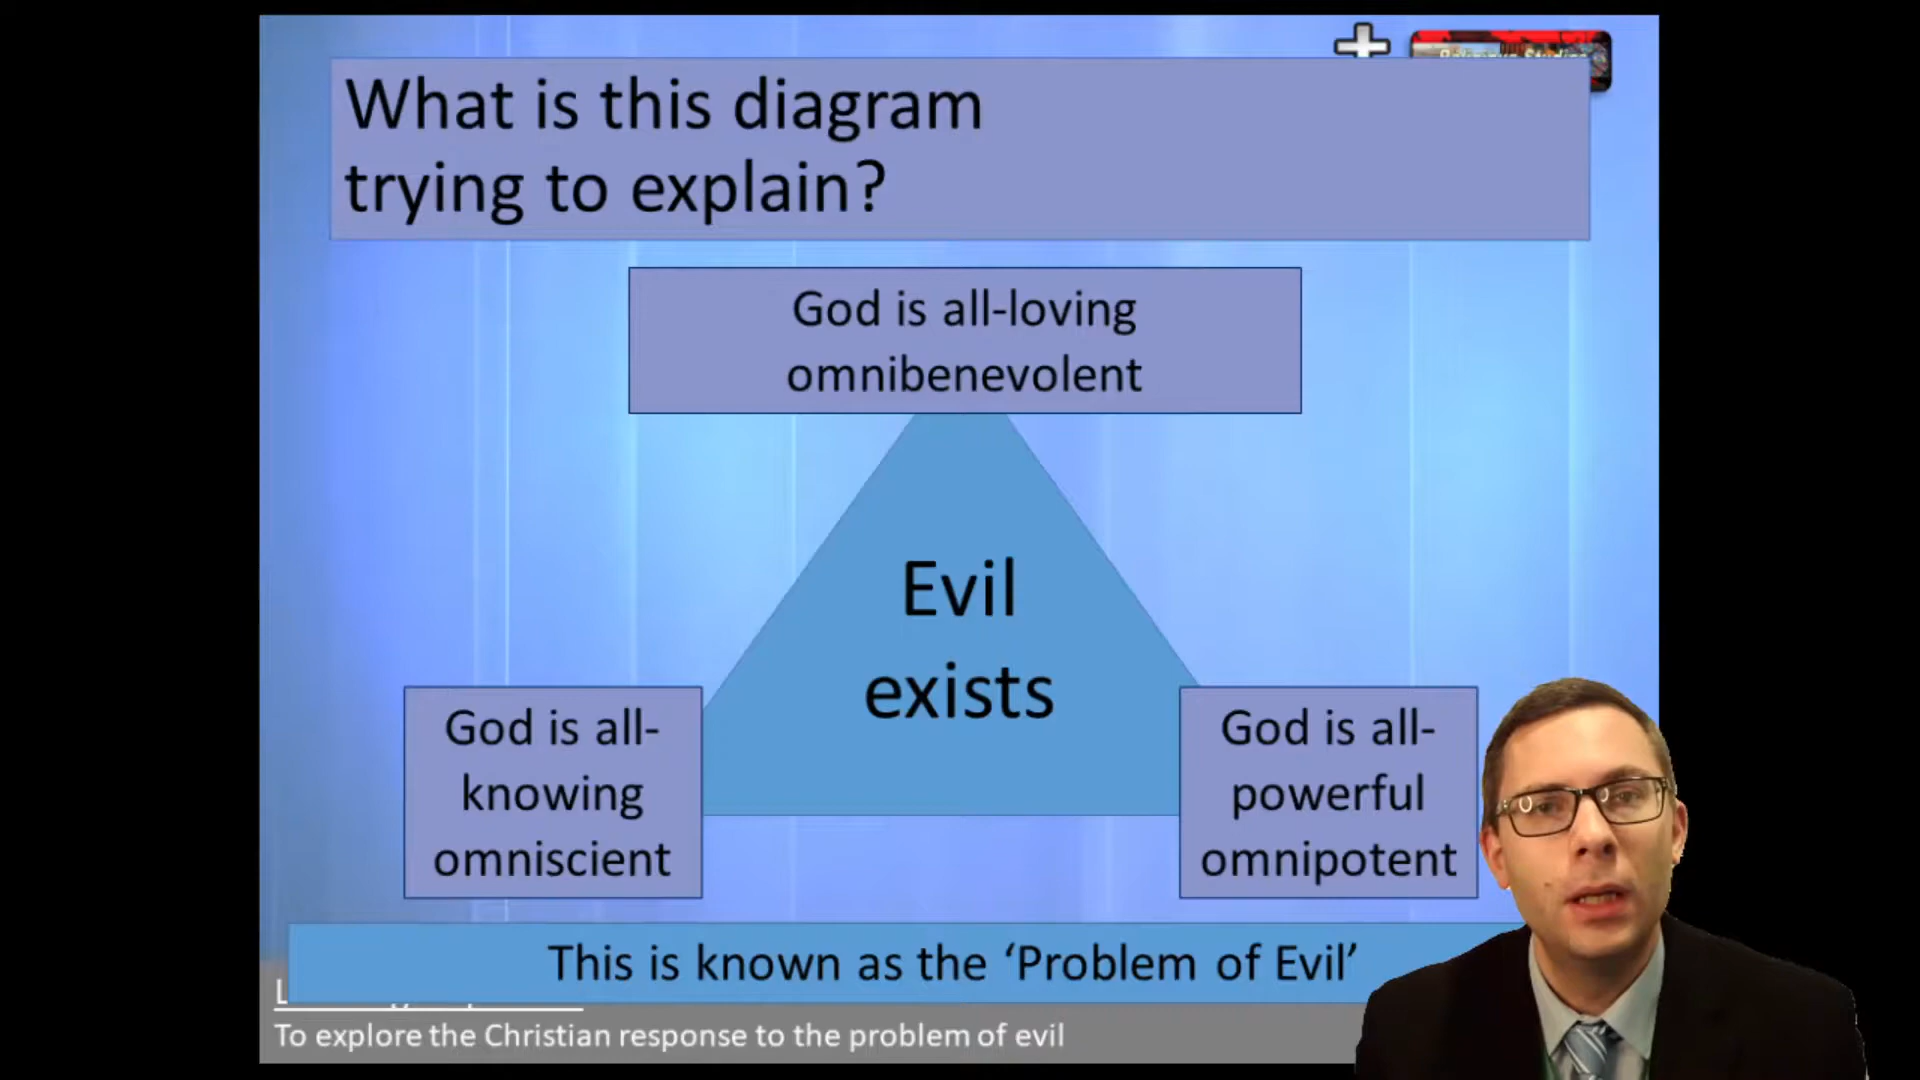 What is this diagram
trying to explain?
God is all-loving
omnibenevolent
Evil
exists
God is all-
knowing
omniscient
God is all-
powerful
omnipotent
This is known as the ‘Problem of Evil’
To explore the Christian response to the problem of evil